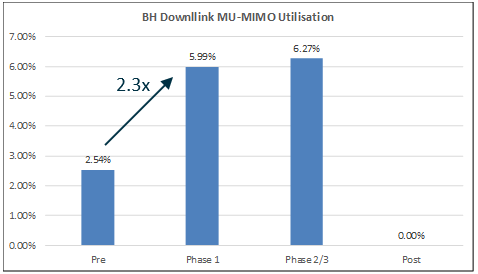 BH Downllink MU-MIMO Utilisation
7.00%
6.00%
5.00%
4.00%
3.00%
2.00%
1.00%
0.00%
2.54%
5.99%
6.27%
0.00%
2.3x
Pre
Phase 1
Phase 2/3
Post